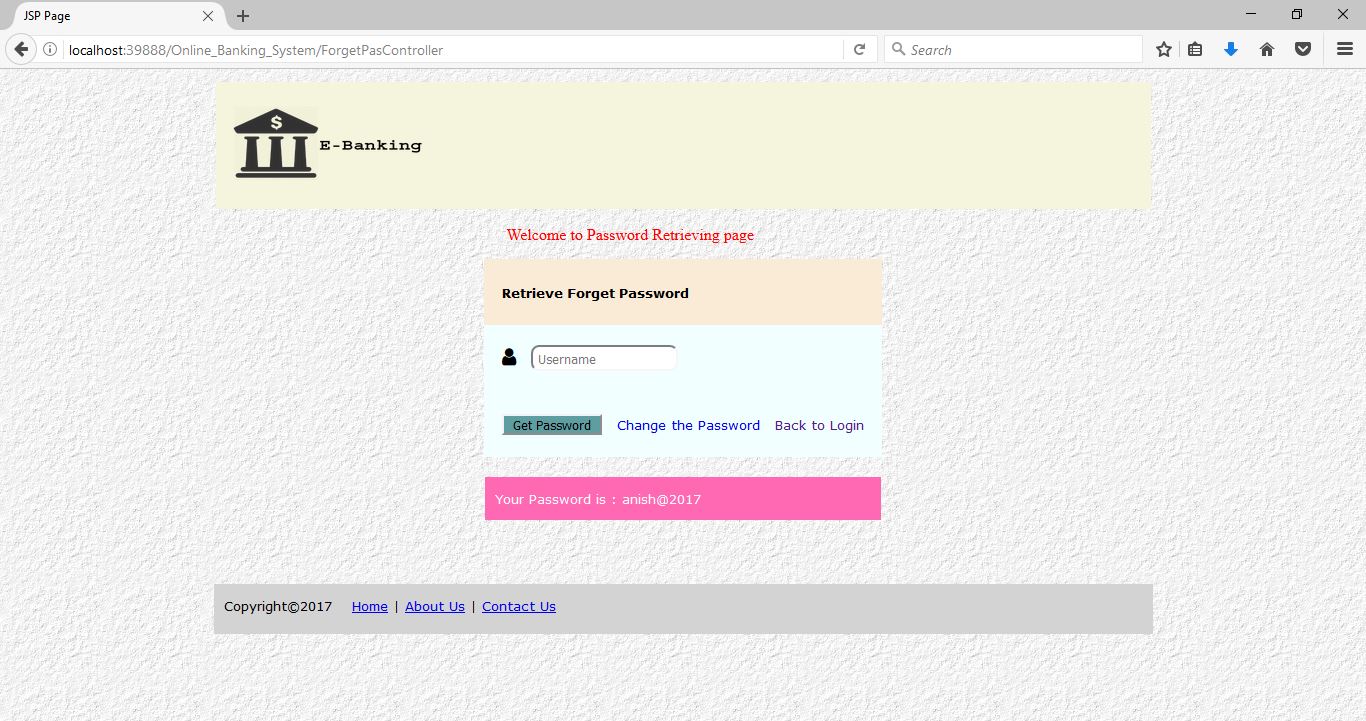 JSP Page
localhost:39888/Online_Banking_System/ForgetPasController
Search
$
E-Banking
Welcome to Password Retrieving page
Retrieve Forget Password
Username
Get Password Change the Password Back to Login
Your Password is : anish@2017
Copyright©2017 Home | About Us | Contact Us